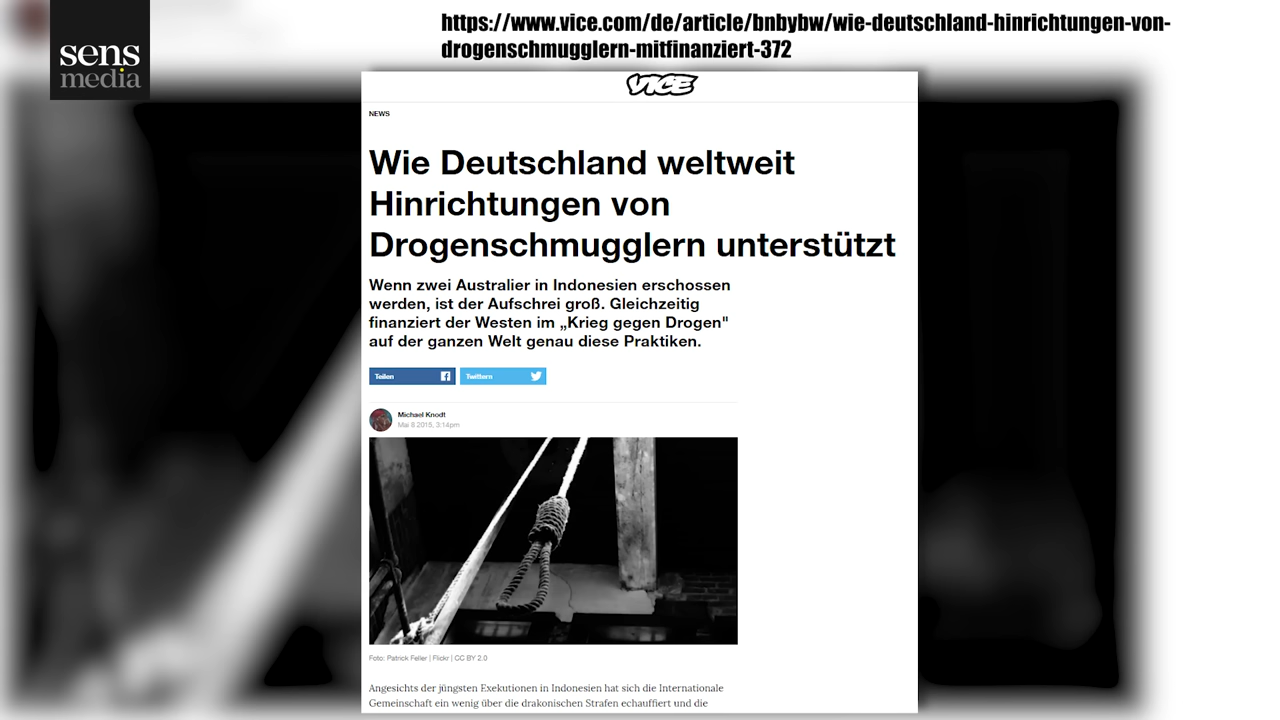 sens
media
https://www.vice.com/de/article/bnbybw/wie-deutschland-hinrichtungen-von-
drogenschmugglern-mitfinanziert-372
VICE
NEWS
Wie Deutschland weltweit
Hinrichtungen von
Drogenschmugglern unterstützt
Wenn zwei Australier in Indonesien erschossen
werden, ist der Aufschrei groß. Gleichzeitig
finanziert der Westen im „Krieg gegen Drogen"
auf der ganzen Welt genau diese Praktiken.
Teilen
Twittern
Michael Knodt
Mai 8 2015, 3:14pm
Foto: Patrick Feller | Flickr | CC BY 2.0
Angesichts der jüngsten Exekutionen in Indonesien hat sich die Internationale
Gemeinschaft ein wenig über die drakonischen Strafen echauffiert und die